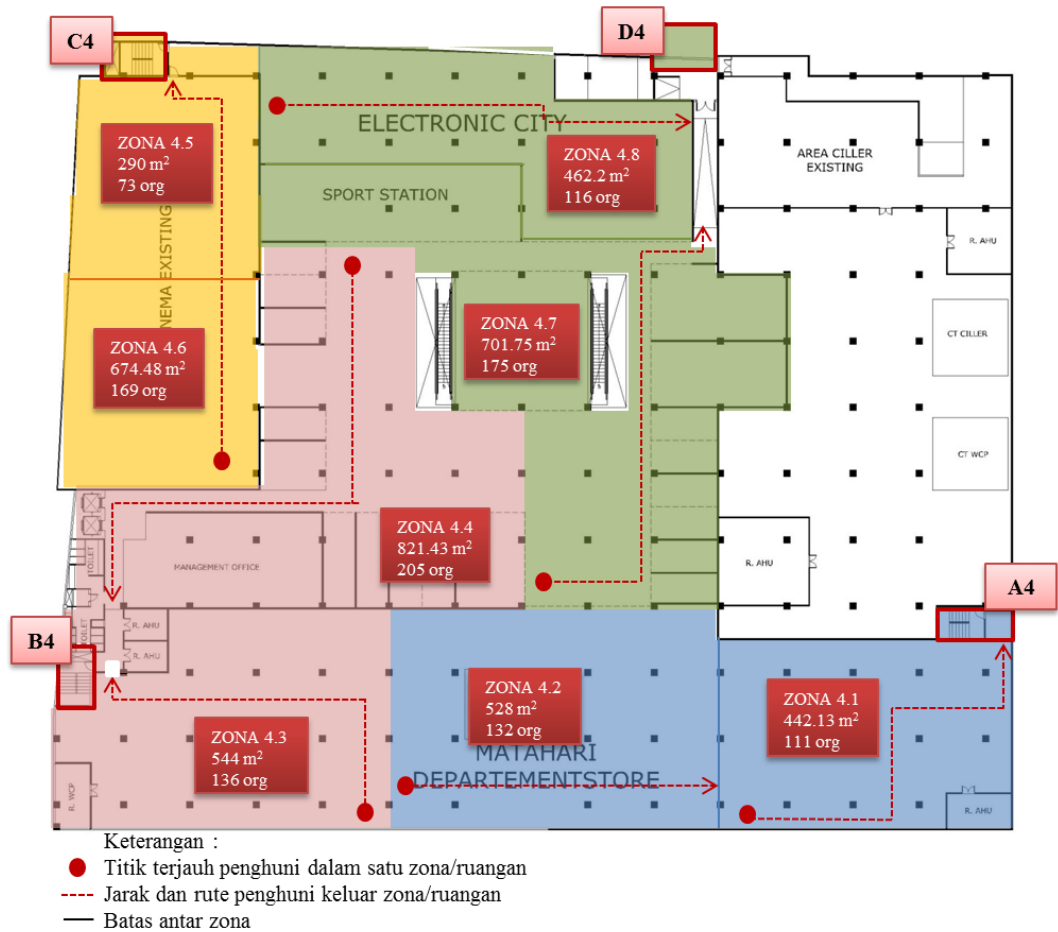 C4
D4
ZONA 4.5
290 m²
73 org
ELECTRONIC CITY
ZONA 4.8
462.2 m²
116 org
AREA CILLER
EXISTING
SPORT STATION
R. AHU
NEMA EXISTING
ZONA 4.6
674.48 m²
169 org
ZONA 4.7
701.75 m²
175 org
CT CILLER
CT WCP
ZONA 4.4
821.43 m²
205 org
MANAGEMENT OFFICE
TOILET
R. AHU
A4
TOILET
R. AHU
R. AHU
B4
ZONA 4.3
544 m²
136 org
ZONA 4.2
528 m²
132 org
ZONA 4.1
442.13 m²
111 org
MATAHARI
DEPARTEMENTSTORE
R. WCP
R. AHU
Keterangan :
Titik terjauh penghuni dalam satu zona/ruangan
Jarak dan rute penghuni keluar zona/ruangan
Batas antar zona